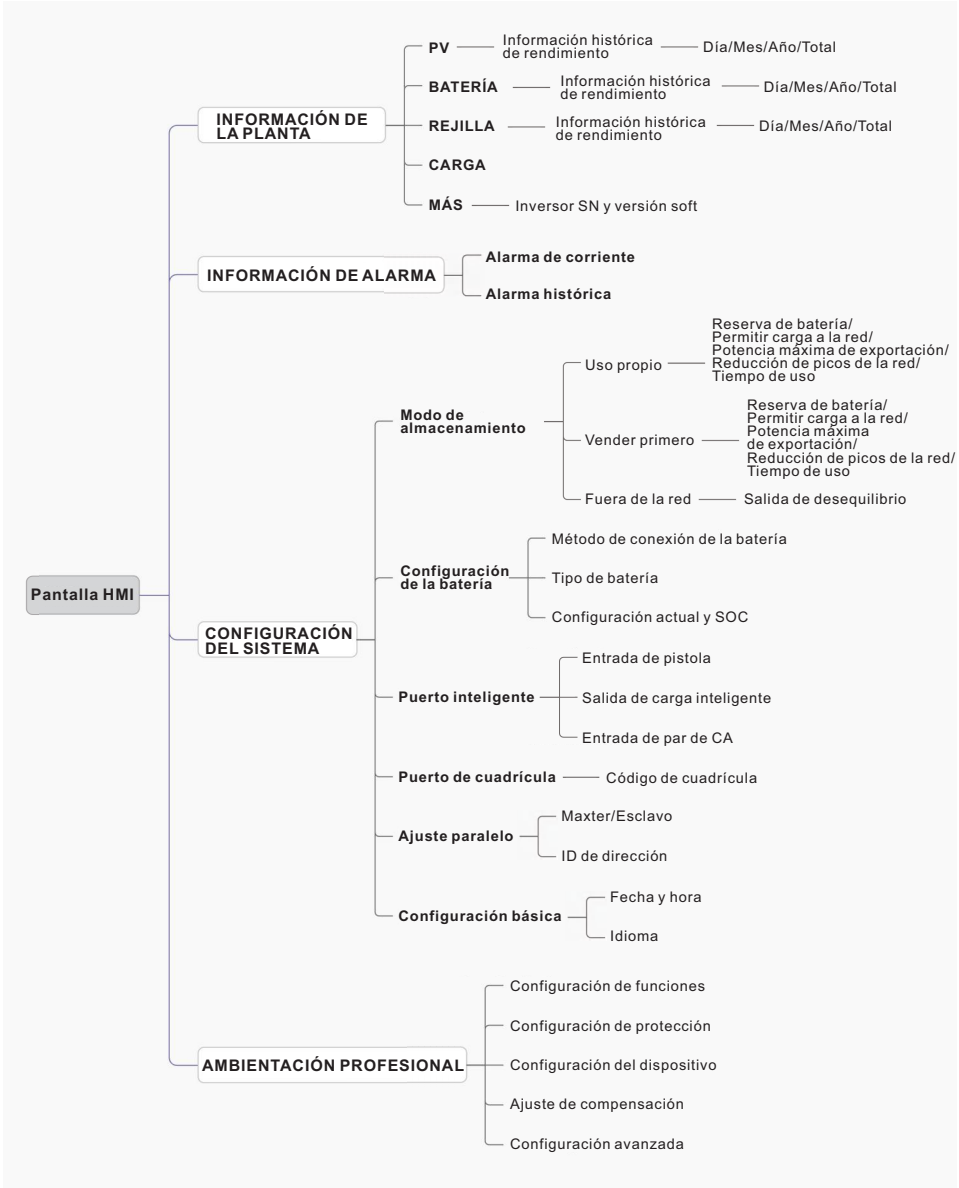 Pantalla HMI
INFORMACIÓN DE
LA PLANTA
PV
Información histórica
de rendimiento
Día/Mes/Año/Total
BATERÍA
Información histórica
de rendimiento
Día/Mes/Año/Total
REJILLA
Información histórica
de rendimiento
Día/Mes/Año/Total
CARGA
MÁS
Inversor SN y versión soft
INFORMACIÓN DE ALARMA
Alarma de corriente
Alarma histórica
CONFIGURACIÓN
DEL SISTEMA
Modo de
almacenamiento
Uso propio
Reserva de batería/
Permitir carga a la red/
Potencia máxima de exportación/
Reducción de picos de la red/
Tiempo de uso
Vender primero
Reserva de batería/
Permitir carga a la red/
Potencia máxima
de exportación/
Reducción de picos de la red/
Tiempo de uso
Fuera de la red
Salida de desequilibrio
Configuración
de la batería
Método de conexión de la batería
Tipo de batería
Configuración actual y SOC
Puerto inteligente
Entrada de pistola
Salida de carga inteligente
Entrada de par de CA
Puerto de cuadrícula
Código de cuadrícula
Ajuste paralelo
Maxter/Esclavo
ID de dirección
Configuración básica
Fecha y hora
Idioma
AMBIENTACIÓN PROFESIONAL
Configuración de funciones
Configuración de protección
Configuración del dispositivo
Ajuste de compensación
Configuración avanzada